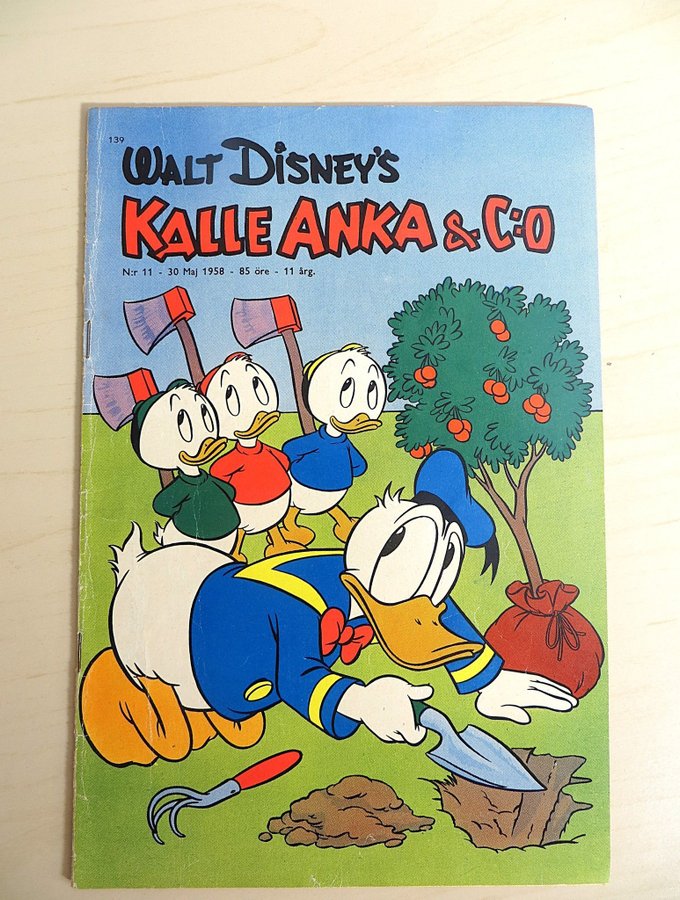 139
WALT DISNEY'S
KALLE ANKA & C:O
N:r 11 - 30 Maj 1958 - 85 öre - 11 årg.